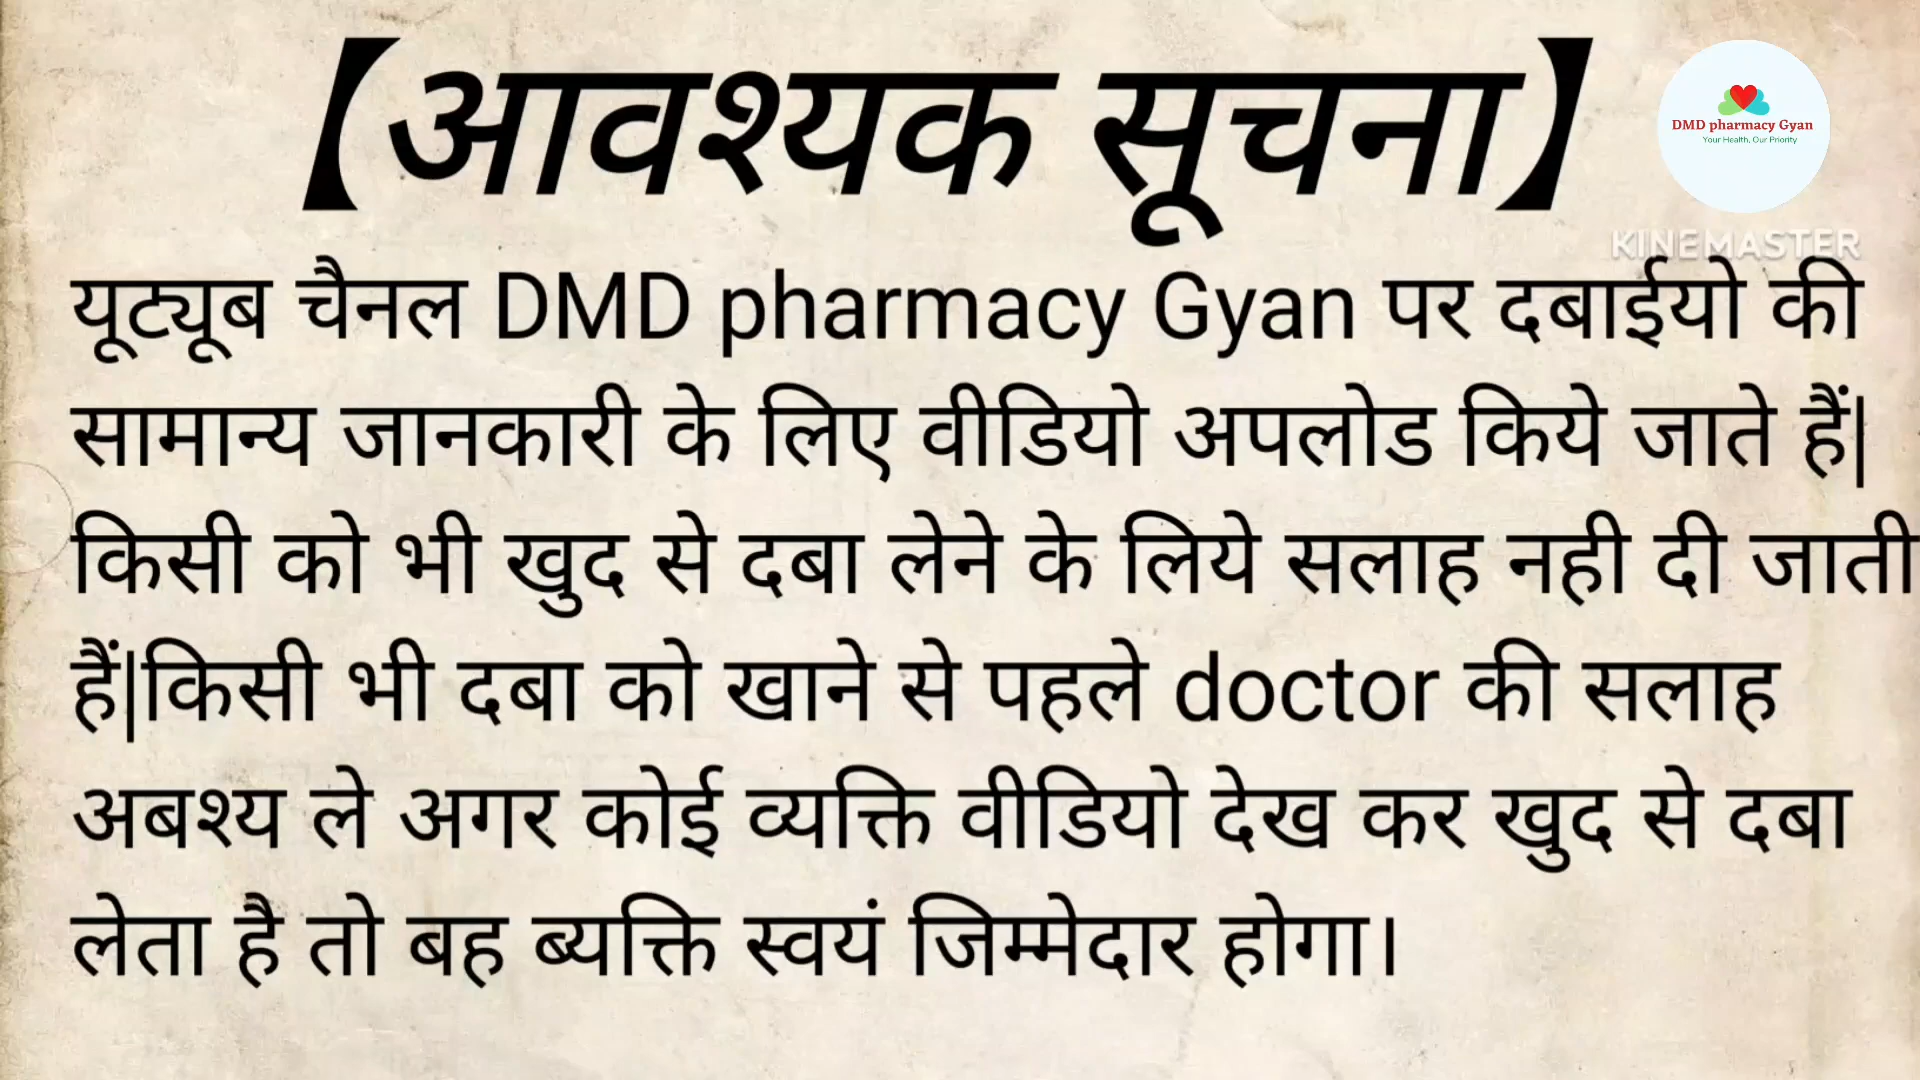 【आवश्यक सूचना】
DMD pharmacy Gyan
Your Health, Our Priority
KINEMASTER
यूट्यूब चैनल DMD pharmacy Gyan पर दबाईयो की
सामान्य जानकारी के लिए वीडियो अपलोड किये जाते हैं|
किसी को भी खुद से दबा लेने के लिये सलाह नही दी जाती
हैं|किसी भी दबा को खाने से पहले doctor की सलाह
अबश्य ले अगर कोई व्यक्ति वीडियो देख कर खुद से दबा
लेता है तो बह ब्यक्ति स्वयं जिम्मेदार होगा।